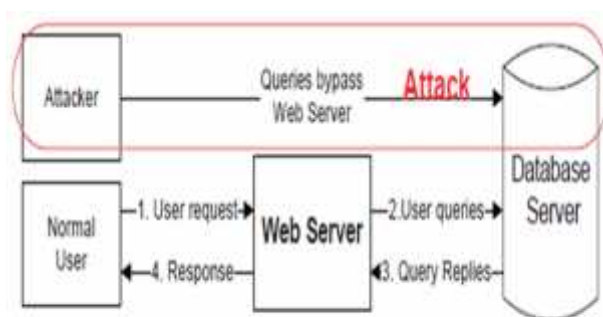 Attacker
Queries bypass
Web Server
Attack
Database
Server
Normal
User
1. User request
Web Server
2.User queries
4. Response
3. Query Replies